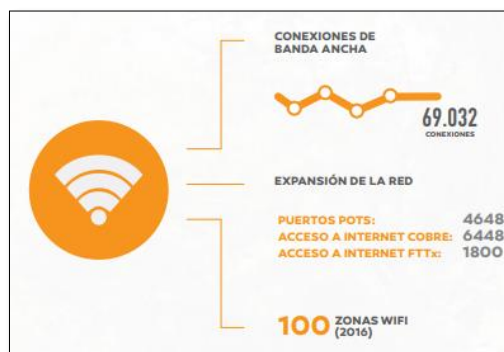 CONEXIONES DE
BANDA ANCHA
69.032
CONEXIONES
EXPANSIÓN DE LA RED
PUERTOS POTS: 4648
ACCESO A INTERNET COBRE: 6448
ACCESO A INTERNET FTTx: 1800
100 ZONAS WIFI
(2016)